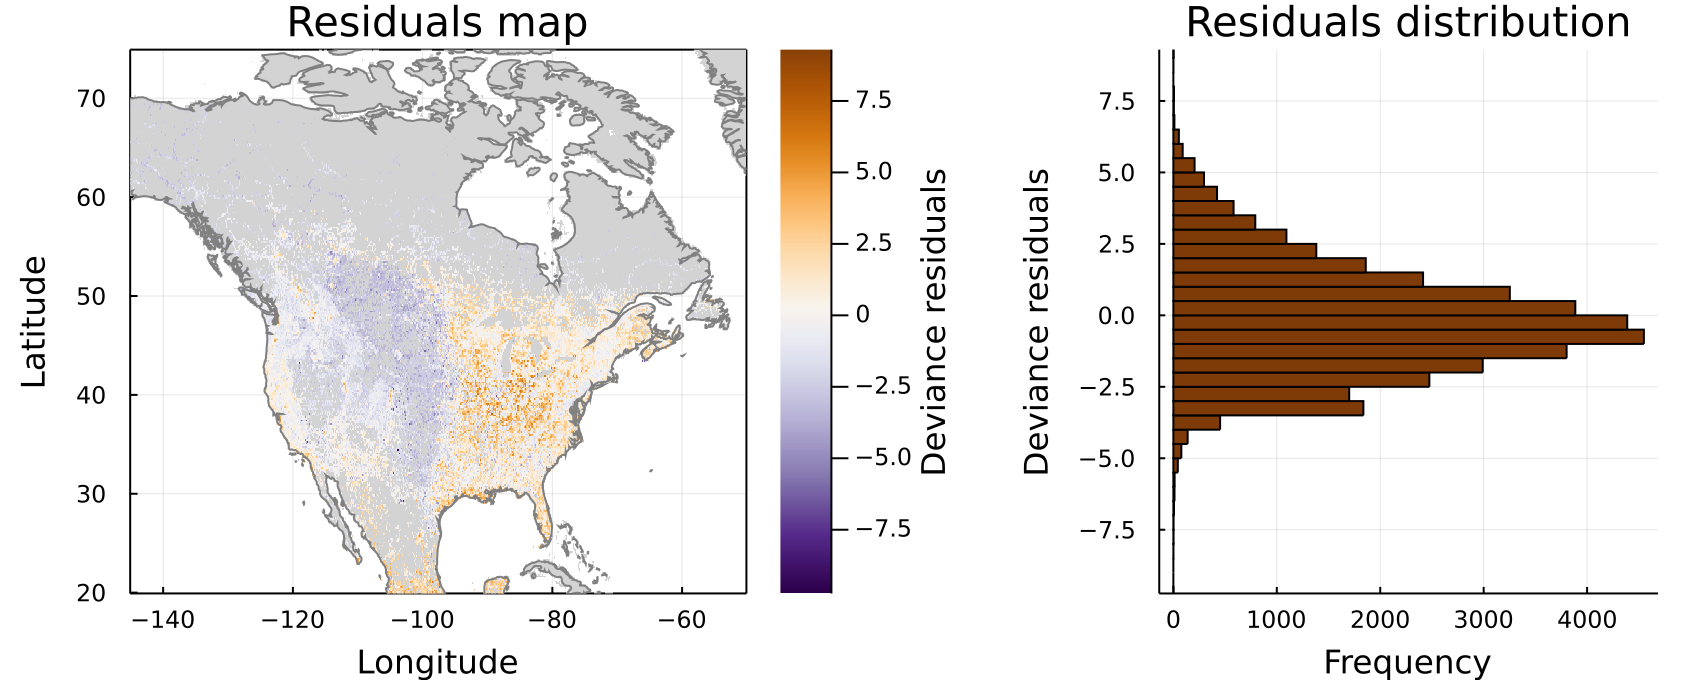 Residuals map
Latitude
70
60
50
40
30
20
−140 −120 −100 −80 −60
Longitude
7.5
5.0
2.5
0
−2.5
−5.0
−7.5
Deviance residuals
Residuals distribution
Deviance residuals
7.5
5.0
2.5
0.0
−2.5
−5.0
−7.5
0 1000 2000 3000 4000
Frequency